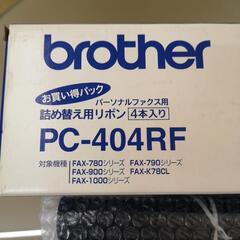 brother
お買い得パック
パーソナルファクス用
詰め替え用リボン 4本入り
PC-404RF
対象機種 FAX-780シリーズ FAX-790シリーズ
FAX-900シリーズ FAX-K78CL
FAX-1000シリーズ